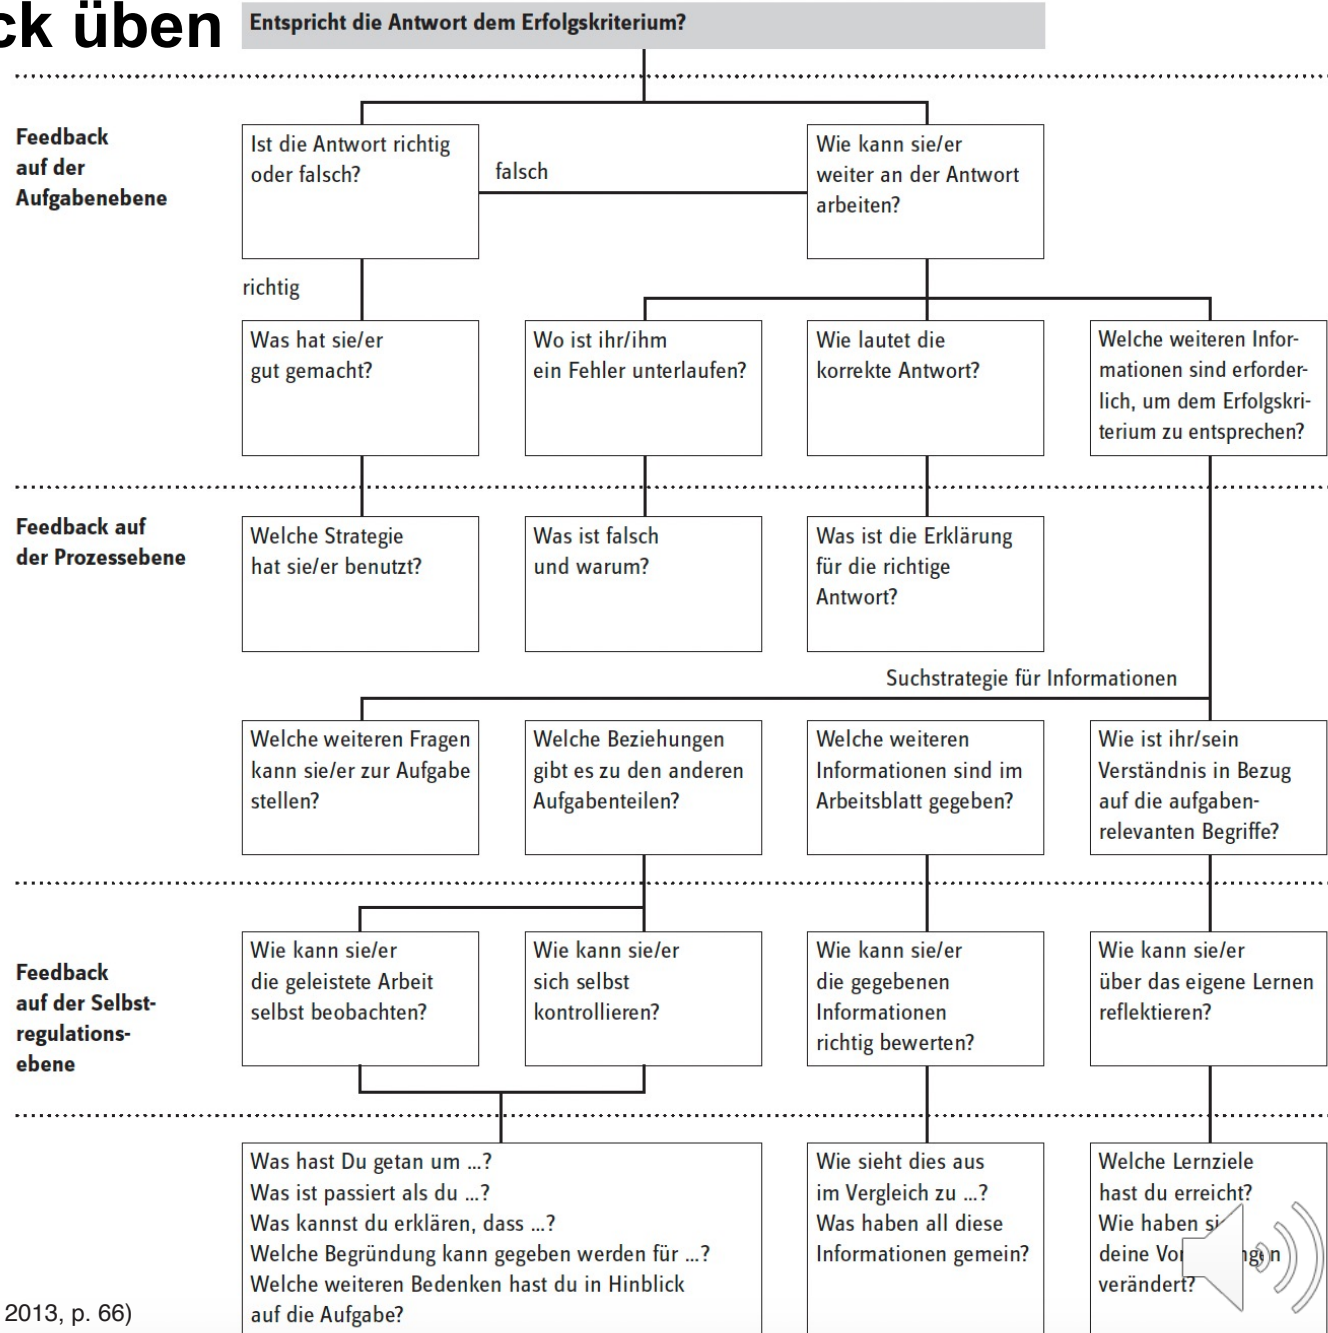 ck üben
Entspricht die Antwort dem Erfolgskriterium?
Feedback
auf der
Aufgabenebene
Ist die Antwort richtig
oder falsch?
falsch
Wie kann sie/er
weiter an der Antwort
arbeiten?
richtig
Was hat sie/er
gut gemacht?
Wo ist ihr/ihm
ein Fehler unterlaufen?
Wie lautet die
korrekte Antwort?
Welche weiteren Infor-
mationen sind erforder-
lich, um dem Erfolgskri-
terium zu entsprechen?
Feedback auf
der Prozessebene
Welche Strategie
hat sie/er benutzt?
Was ist falsch
und warum?
Was ist die Erklärung
für die richtige
Antwort?
Suchstrategie für Informationen
Welche weiteren Fragen
kann sie/er zur Aufgabe
stellen?
Welche Beziehungen
gibt es zu den anderen
Aufgabenteilen?
Welche weiteren
Informationen sind im
Arbeitsblatt gegeben?
Wie ist ihr/sein
Verständnis in Bezug
auf die aufgaben-
relevanten Begriffe?
Feedback
auf der Selbst-
regulations-
ebene
Wie kann sie/er
die geleistete Arbeit
selbst beobachten?
Wie kann sie/er
sich selbst
kontrollieren?
Wie kann sie/er
die gegebenen
Informationen
richtig bewerten?
Wie kann sie/er
über das eigene Lernen
reflektieren?
Was hast Du getan um ...?
Was ist passiert als du ...?
Was kannst du erklären, dass ...?
Welche Begründung kann gegeben werden für ...?
Welche weiteren Bedenken hast du in Hinblick
auf die Aufgabe?
Wie sieht dies aus
im Vergleich zu ...?
Was haben all diese
Informationen gemein?
Welche Lernziele
hast du erreicht?
Wie haben
deine
verändert?
2013, p. 66)